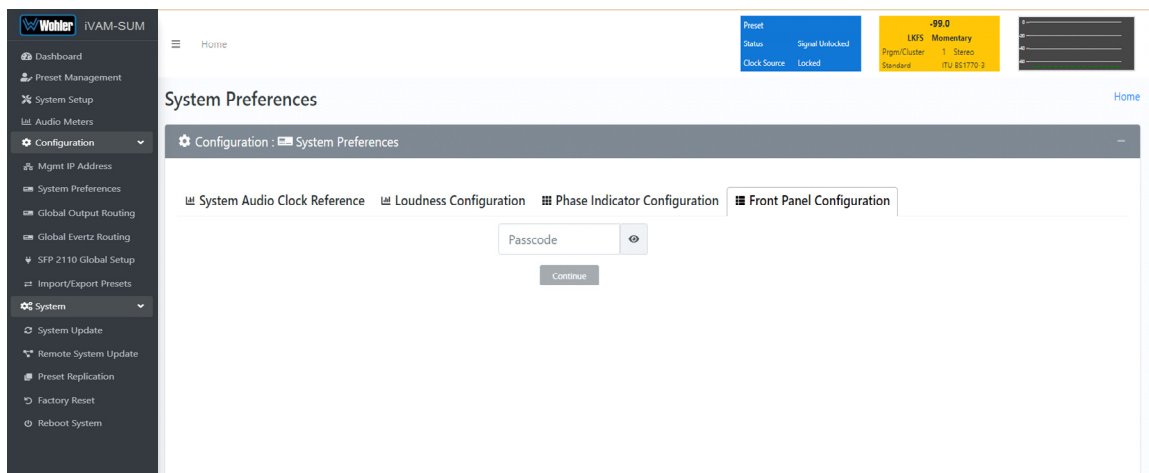 Wohler iVAM-SUM
Dashboard
Preset Management
System Setup
Audio Meters
Configuration
Mgmt IP Address
System Preferences
Global Output Routing
Global Evertz Routing
SFP 2110 Global Setup
Import/Export Presets
System
System Update
Remote System Update
Preset Replication
Factory Reset
Reboot System
Home
Preset
Status Signal Unlocked
Clock Source Locked
-99.0
LKFS Momentary
Prgm/Cluster 1 Stereo
Standard ITU BS1770-3
0
-20
-40
-60
System Preferences
Home
Configuration : System Preferences
System Audio Clock Reference Loudness Configuration Phase Indicator Configuration Front Panel Configuration
Passcode
Continue